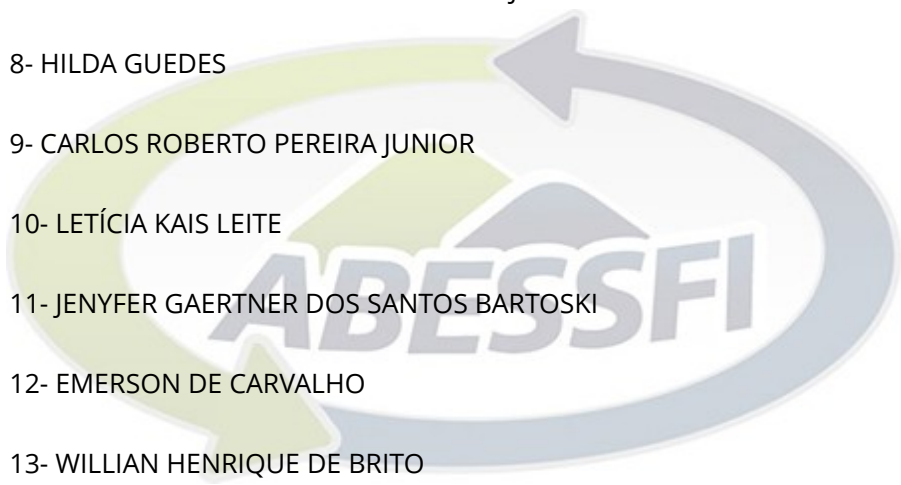 8- HILDA GUEDES
9- CARLOS ROBERTO PEREIRA JUNIOR
10- LETÍCIA KAIS LEITE
ABESSFI
11- JENYFER GAERTNER DOS SANTOS BARTOSKI
12- EMERSON DE CARVALHO
13- WILLIAN HENRIQUE DE BRITO